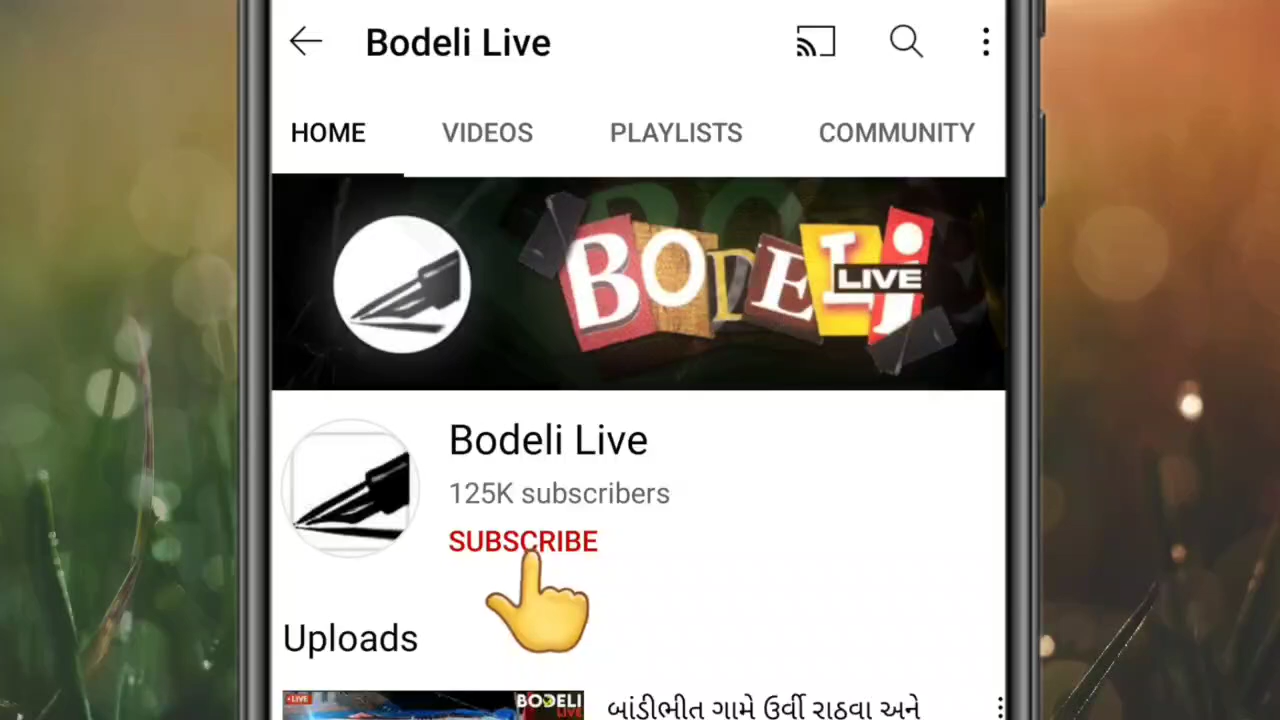 Bodeli Live
HOME VIDEOS PLAYLISTS COMMUNITY
BODELi
LIVE
Bodeli Live
125K subscribers
SUBSCRIBE
Uploads
LIVE
BODELI
LIVE
બાંડીભીત ગામે ઉર્વી રાઠવા અને